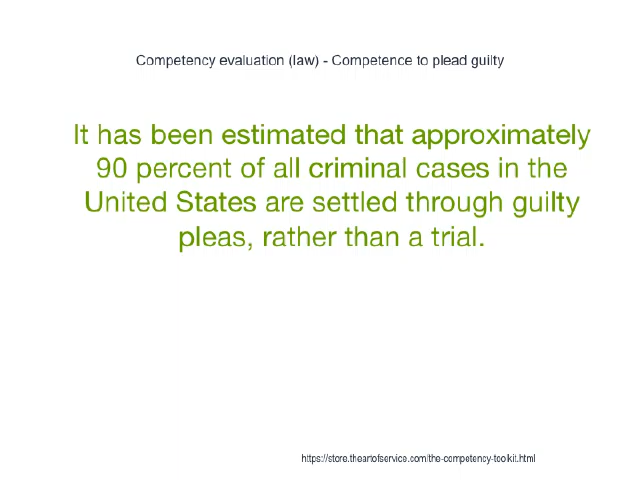 Competency evaluation (law) - Competence to plead guilty
It has been estimated that approximately
90 percent of all criminal cases in the
United States are settled through guilty
pleas, rather than a trial.
https://store.theartofservice.com/the-competency-toolkit.html